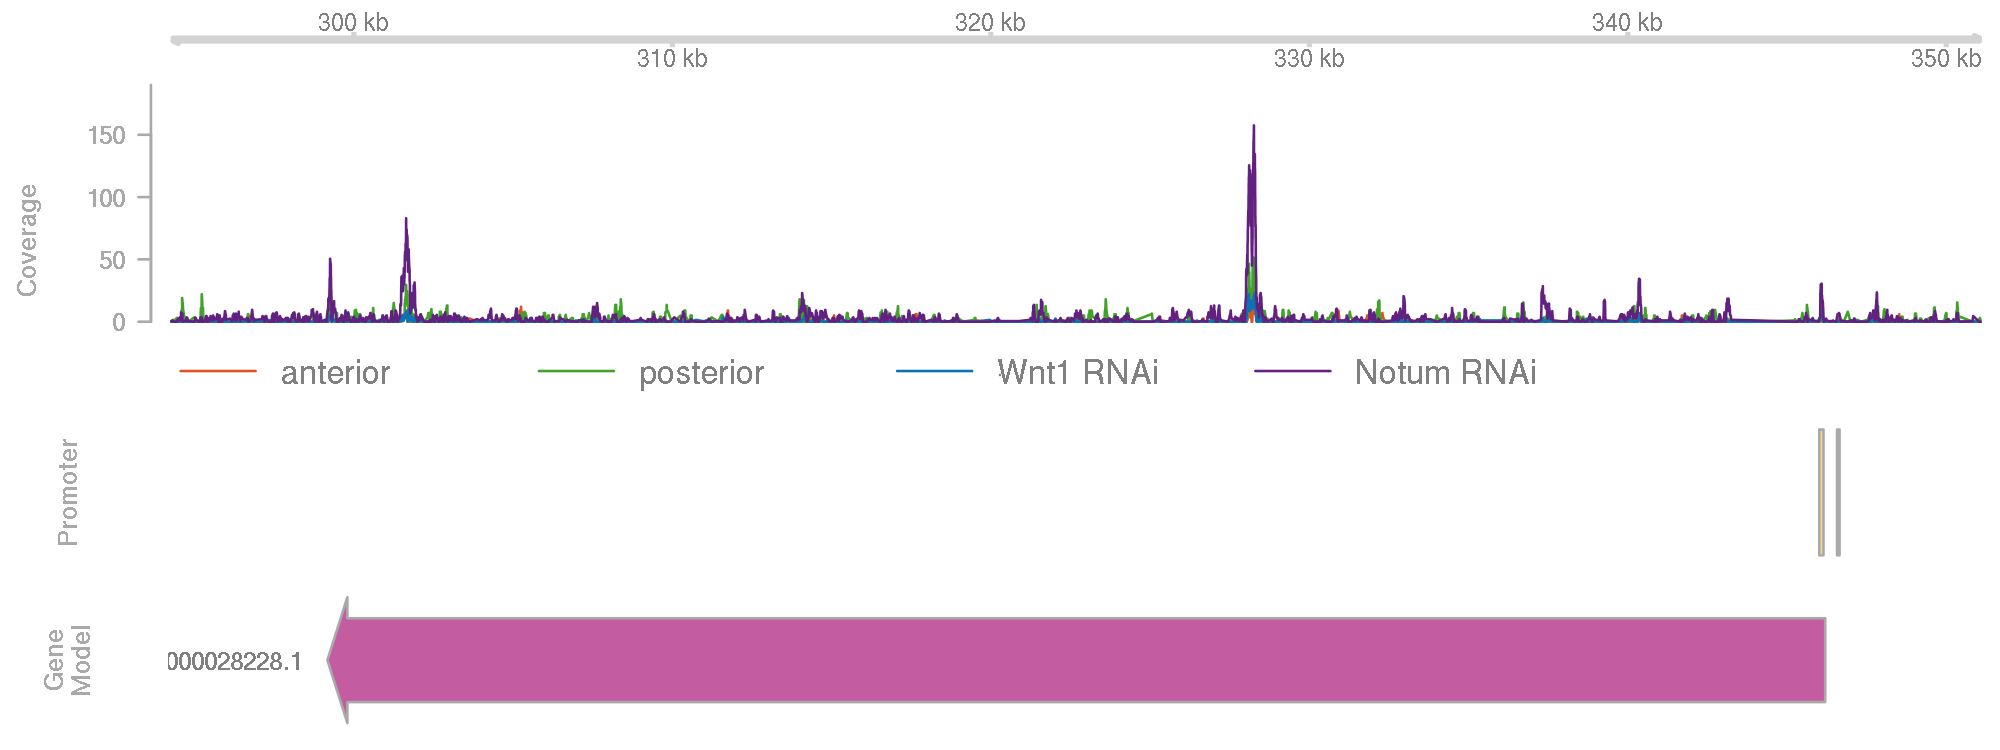 300 kb 320 kb 340 kb
310 kb 330 kb 350 kb
Coverage
150
100
50
0
anterior posterior Wnt1 RNAi Notum RNAi
Promoter
Gene
Model
000028228.1